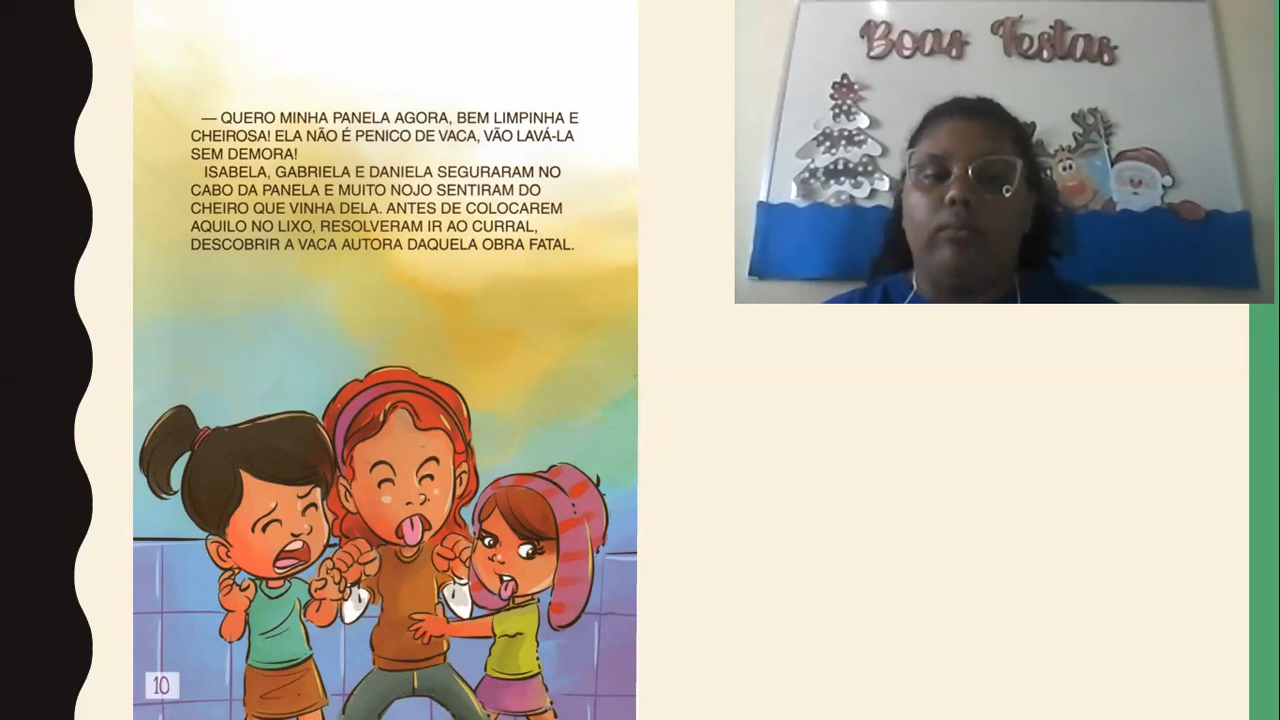 — QUERO MINHA PANELA AGORA, BEM LIMPINHA E
CHEIROSA! ELA NÃO É PENICO DE VACA, VÃO LAVÁ-LA
SEM DEMORA!
ISABELA, GABRIELA E DANIELA SEGURARAM NO
CABO DA PANELA E MUITO NOJO SENTIRAM DO
CHEIRO QUE VINHA DELA. ANTES DE COLOCAREM
AQUILO NO LIXO, RESOLVERAM IR AO CURRAL,
DESCOBRIR A VACA AUTORA DAQUELA OBRA FATAL.
10
Boas Festas